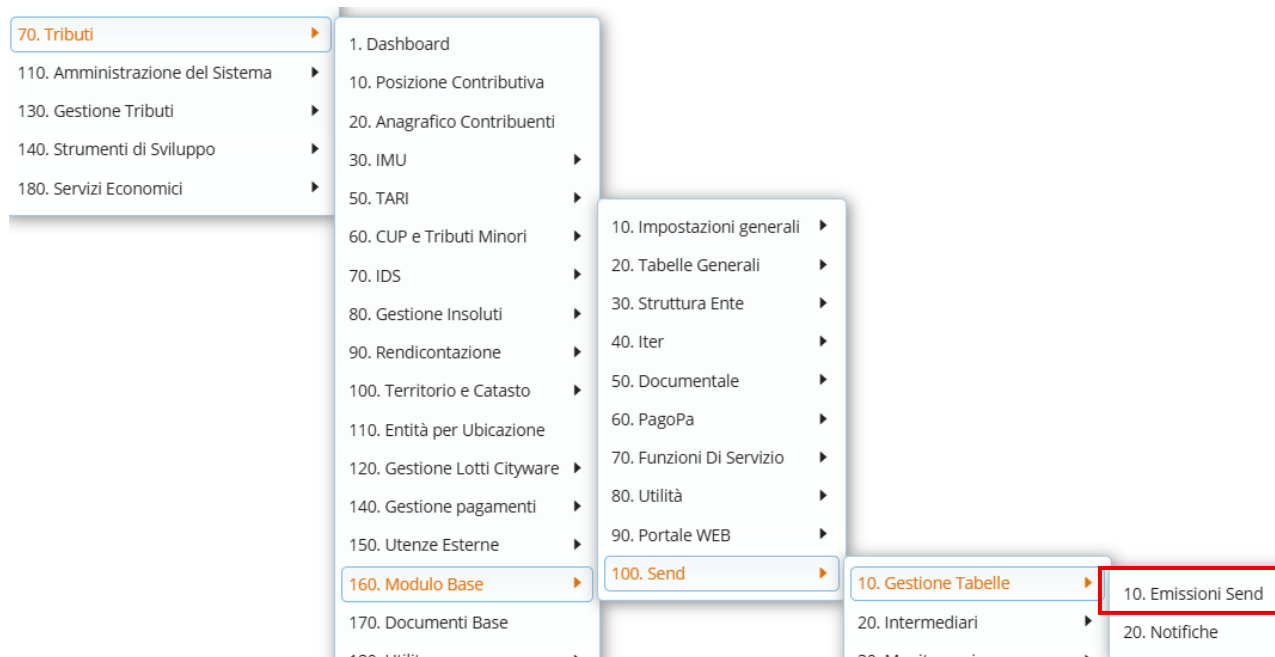 70. Tributi
110. Amministrazione del Sistema
130. Gestione Tributi
140. Strumenti di Sviluppo
180. Servizi Economici
1. Dashboard
10. Posizione Contributiva
20. Anagrafico Contribuenti
30. IMU
50. TARI
60. CUP e Tributi Minori
70. IDS
80. Gestione Insoluti
90. Rendicontazione
100. Territorio e Catasto
110. Entità per Ubicazione
120. Gestione Lotti Cityware
140. Gestione pagamenti
150. Utenze Esterne
160. Modulo Base
170. Documenti Base
10. Impostazioni generali
20. Tabelle Generali
30. Struttura Ente
40. Iter
50. Documentale
60. PagoPa
70. Funzioni Di Servizio
80. Utilità
90. Portale WEB
100. Send
10. Gestione Tabelle
20. Intermediari
10. Emissioni Send
20. Notifiche